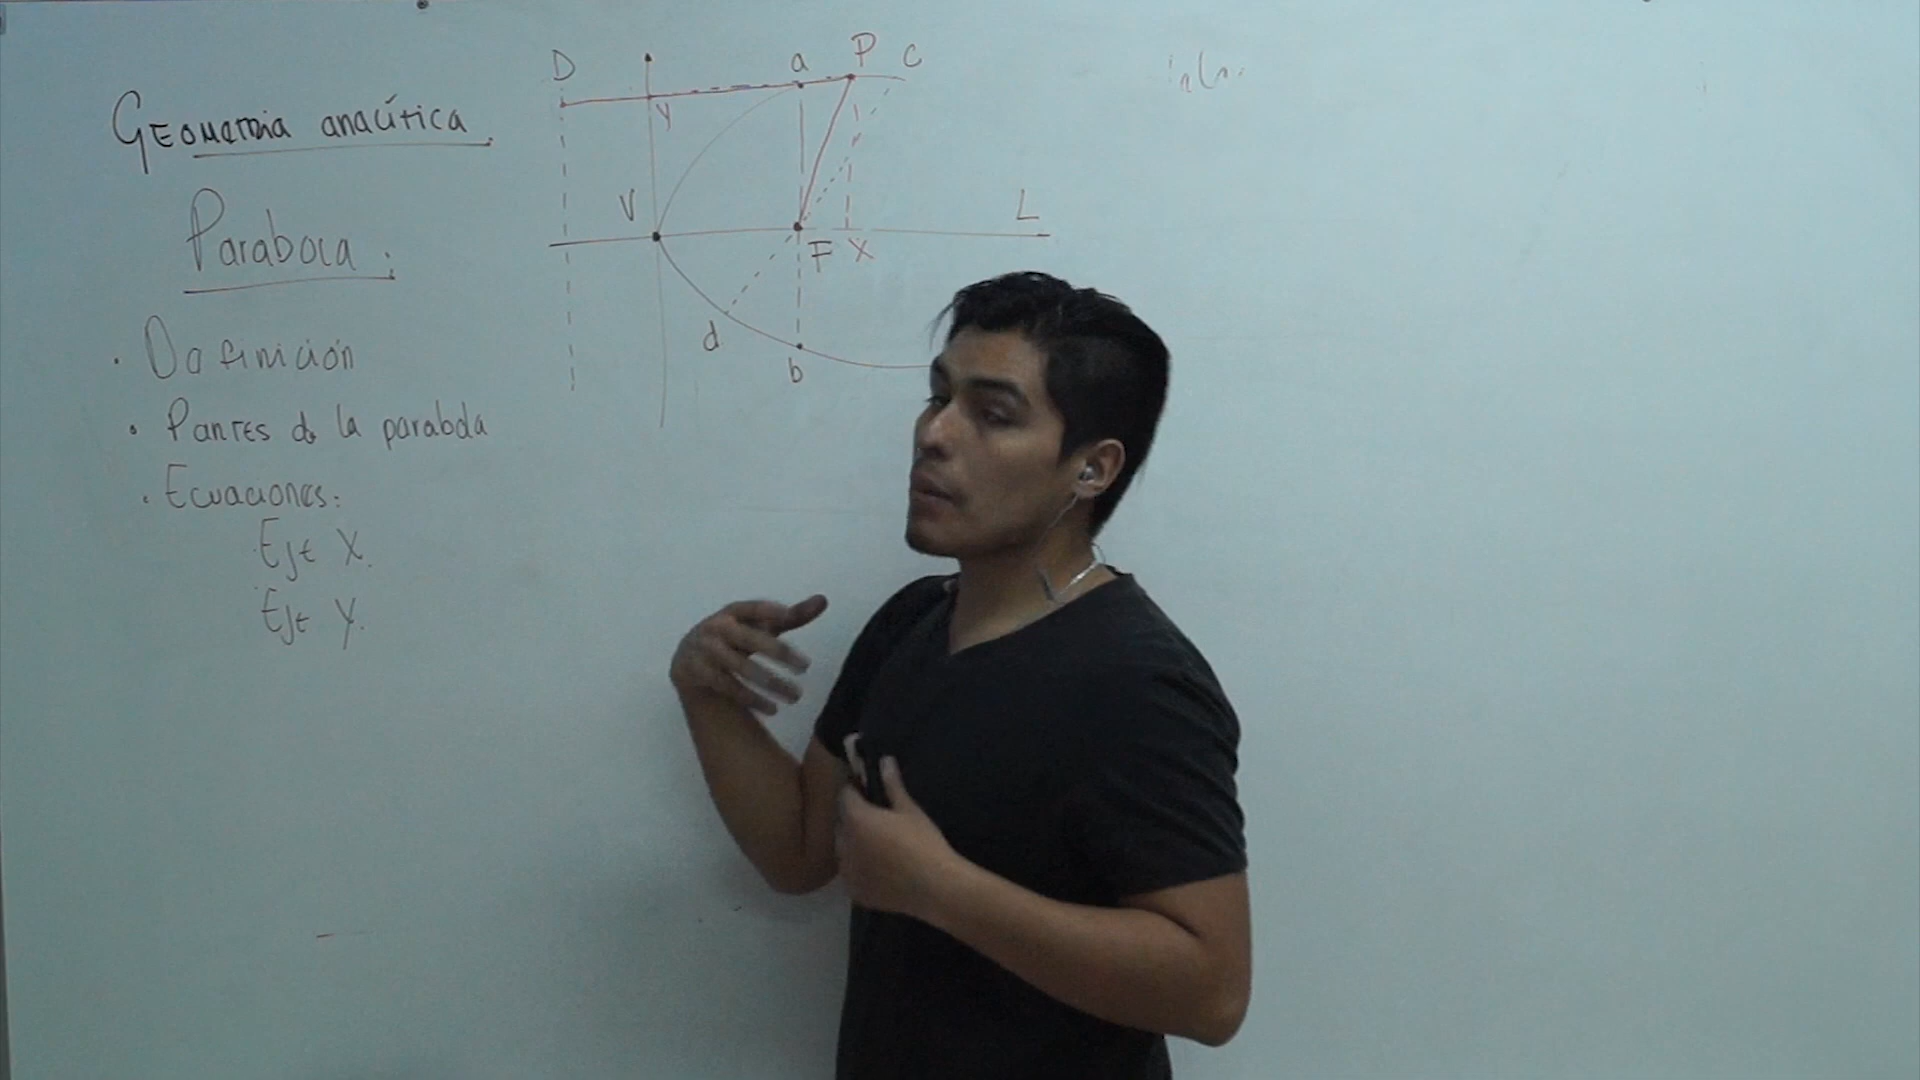 Geometria analítica.
Parabola:
• Definición
• Partes de la parabola
• Ecuaciones:
Eje X.
Eje Y.
D a P C
y
V L
F X
d
b